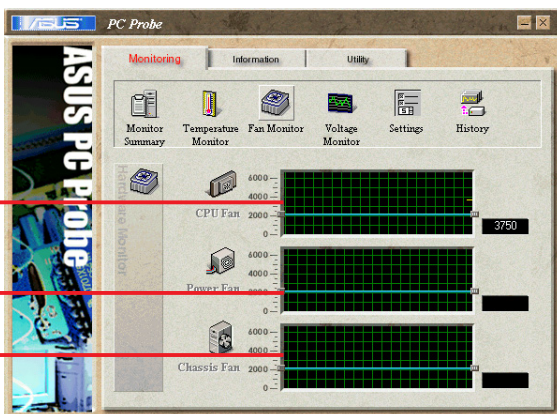 ASUS
PC Probe
ASUS PC Probe
Monitoring
Information
Utility
Monitor Summary
Temperature Monitor
Fan Monitor
Voltage Monitor
Settings
History
Hardware Monitor
CPU Fan
6000
4000
2000
0
3750
Power Fan
6000
4000
2000
0
Chassis Fan
6000
4000
2000
0